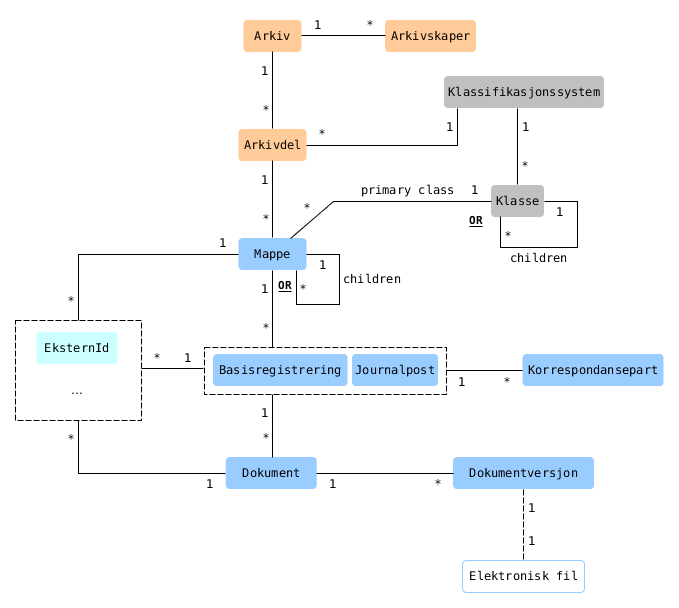 Arkiv
1
*
Arkivskaper
1
*
Klassifikasjonssystem
Arkivdel
*
1
1
*
1
*
primary class
1
*
Klasse
1
OR
*
children
Mappe
1
1
children
OR
*
1
*
*
EksternId
...
*
1
Basisregistrering
Journalpost
1
*
Korrespondansepart
1
*
*
1
Dokument
1
*
Dokumentversjon
1
1
Elektronisk fil